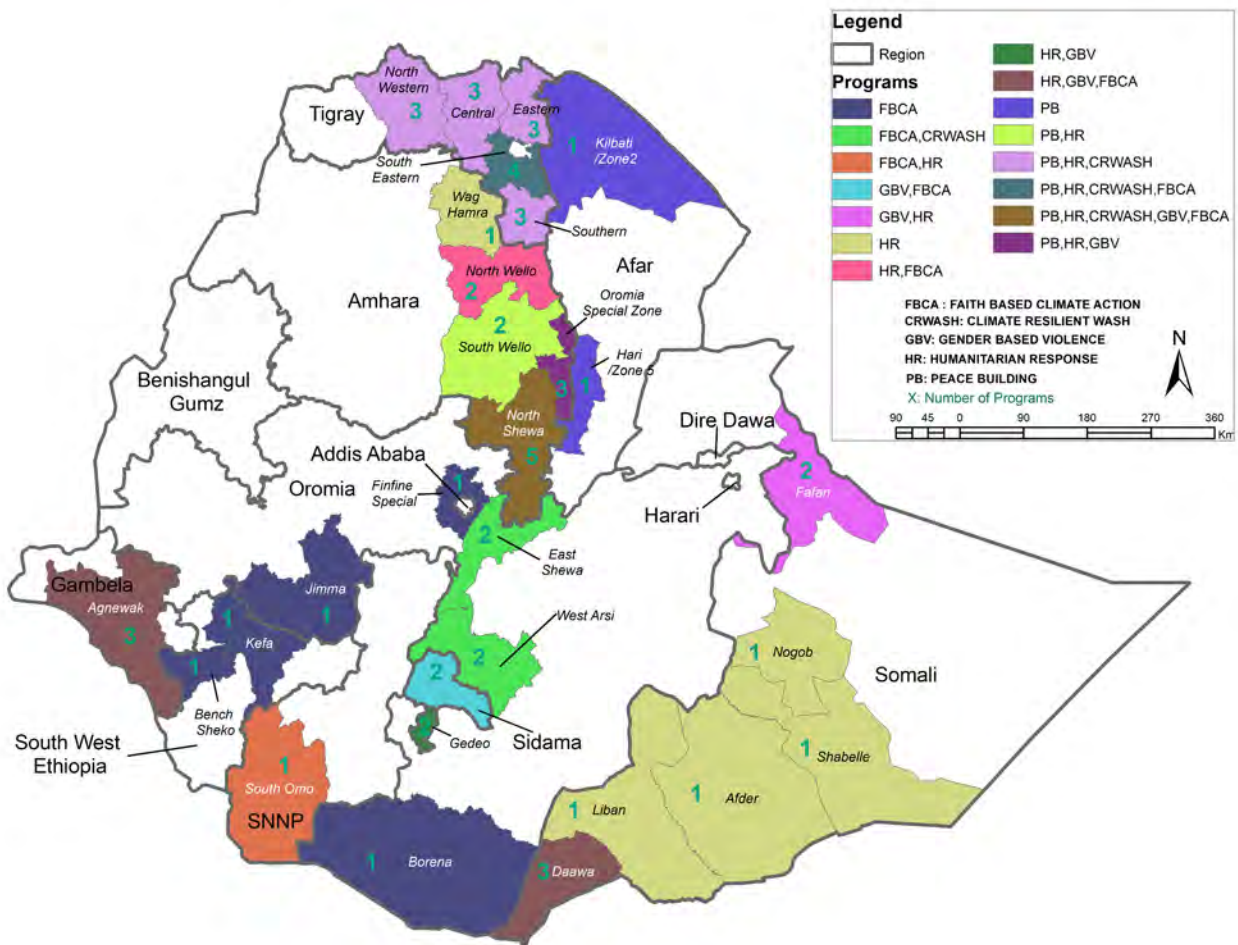 Legend
Region
Programs
FBCA
FBCA,CRWASH
FBCA,HR
GBV,FBCA
GBV,HR
HR
HR,FBCA
HR,GBV
HR,GBV,FBCA
PB
PB,HR
PB,HR,CRWASH
PB,HR,CRWASH,FBCA
PB,HR,CRWASH,GBV,FBCA
PB,HR,GBV
FBCA : FAITH BASED CLIMATE ACTION
CRWASH: CLIMATE RESILIENT WASH
GBV: GENDER BASED VIOLENCE
HR: HUMANITARIAN RESPONSE
PB: PEACE BUILDING
X: Number of Programs
N
90 45 0 90 180 270 360
Km
North
Western
3
3
Central
Eastern
3
Tigray
1
Kilbati
/Zone2
South
Eastern
4
Wag
Hamra
1
3
Southern
Afar
North Wello
2
Amhara
Oromia
Special Zone
2
South Wello
Hari
/Zone 5
3
1
Benishangul
Gumz
North
Shewa
5
Dire Dawa
Addis Ababa
Oromia
Finfine
Special
1
2
Fafan
Harari
2
East
Shewa
Gambela
Agnewak
3
Jimma
1
1
Kefa
West Arsi
1
2
2
Bench
Sheko
Gedeo
2
Sidama
1
Nogob
Somali
South West
Ethiopia
1
Shabelle
1
South Omo
SNNP
1
Liban
1
Afder
1
Borena
3
Daawa